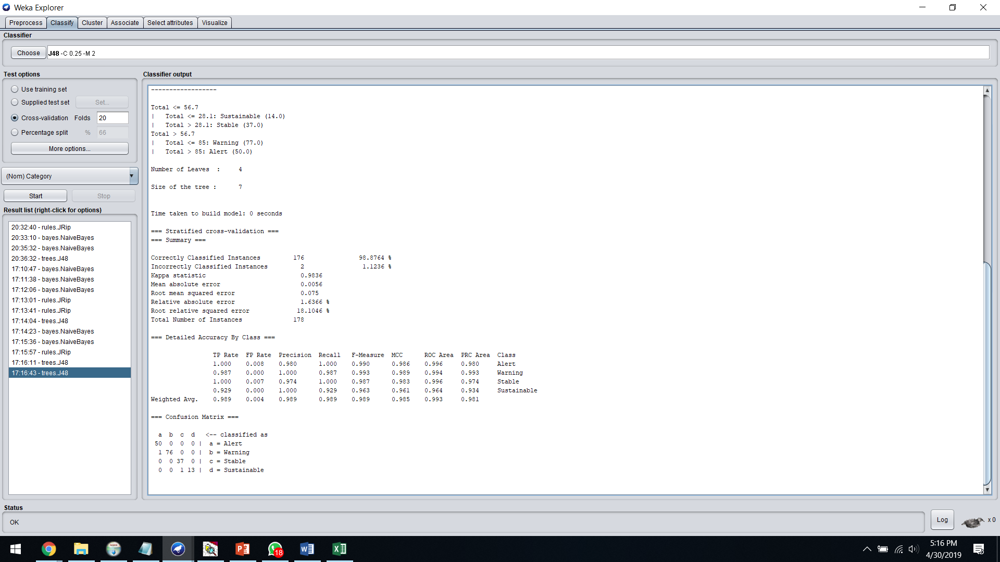 Weka Explorer
Preprocess Classify Cluster Associate Select attributes Visualize
Classifier
Choose J48 -C 0.25 -M 2
Test options
Use training set
Supplied test set Set...
Cross-validation Folds 20
Percentage split % 66
More options...
(Nom) Category
Start Stop
Result list (right-click for options)
20:32:40 - rules.JRip
20:33:10 - bayes.NaiveBayes
20:35:32 - bayes.NaiveBayes
20:36:32 - trees.J48
17:10:47 - bayes.NaiveBayes
17:11:38 - bayes.NaiveBayes
17:12:06 - bayes.NaiveBayes
17:13:01 - rules.JRip
17:13:41 - rules.JRip
17:14:04 - trees.J48
17:14:23 - bayes.NaiveBayes
17:15:36 - bayes.NaiveBayes
17:15:57 - rules.JRip
17:16:11 - trees.J48
17:16:43 - trees.J48
Classifier output
------------------
Total <= 56.7
|   Total <= 28.1: Sustainable (14.0)
|   Total > 28.1: Stable (37.0)
Total > 56.7
|   Total <= 85: Warning (77.0)
|   Total > 85: Alert (50.0)
Number of Leaves  :     4
Size of the tree :      7
Time taken to build model: 0 seconds
=== Stratified cross-validation ===
=== Summary ===
Correctly Classified Instances         176               98.8764 %
Incorrectly Classified Instances         2                1.1236 %
Kappa statistic                          0.9836
Mean absolute error                      0.0056
Root mean squared error                  0.075
Relative absolute error                  1.6366 %
Root relative squared error             18.1046 %
Total Number of Instances              178
=== Detailed Accuracy By Class ===
TP Rate  FP Rate  Precision  Recall   F-Measure  MCC      ROC Area  PRC Area  Class
1.000    0.008    0.980      1.000    0.990      0.986    0.996     0.980     Alert
0.987    0.000    1.000      0.987    0.993      0.989    0.994     0.993     Warning
1.000    0.007    0.974      1.000    0.987      0.983    0.996     0.974     Stable
0.929    0.000    1.000      0.929    0.963      0.961    0.964     0.934     Sustainable
Weighted Avg.    0.989    0.004    0.989      0.989    0.989      0.985    0.993     0.981
=== Confusion Matrix ===
a  b  c  d   <-- classified as
50  0  0  0 |  a = Alert
1 76  0  0 |  b = Warning
0  0 37  0 |  c = Stable
0  0  1 13 |  d = Sustainable
Status
OK
Log x 0
18
5:16 PM
4/30/2019